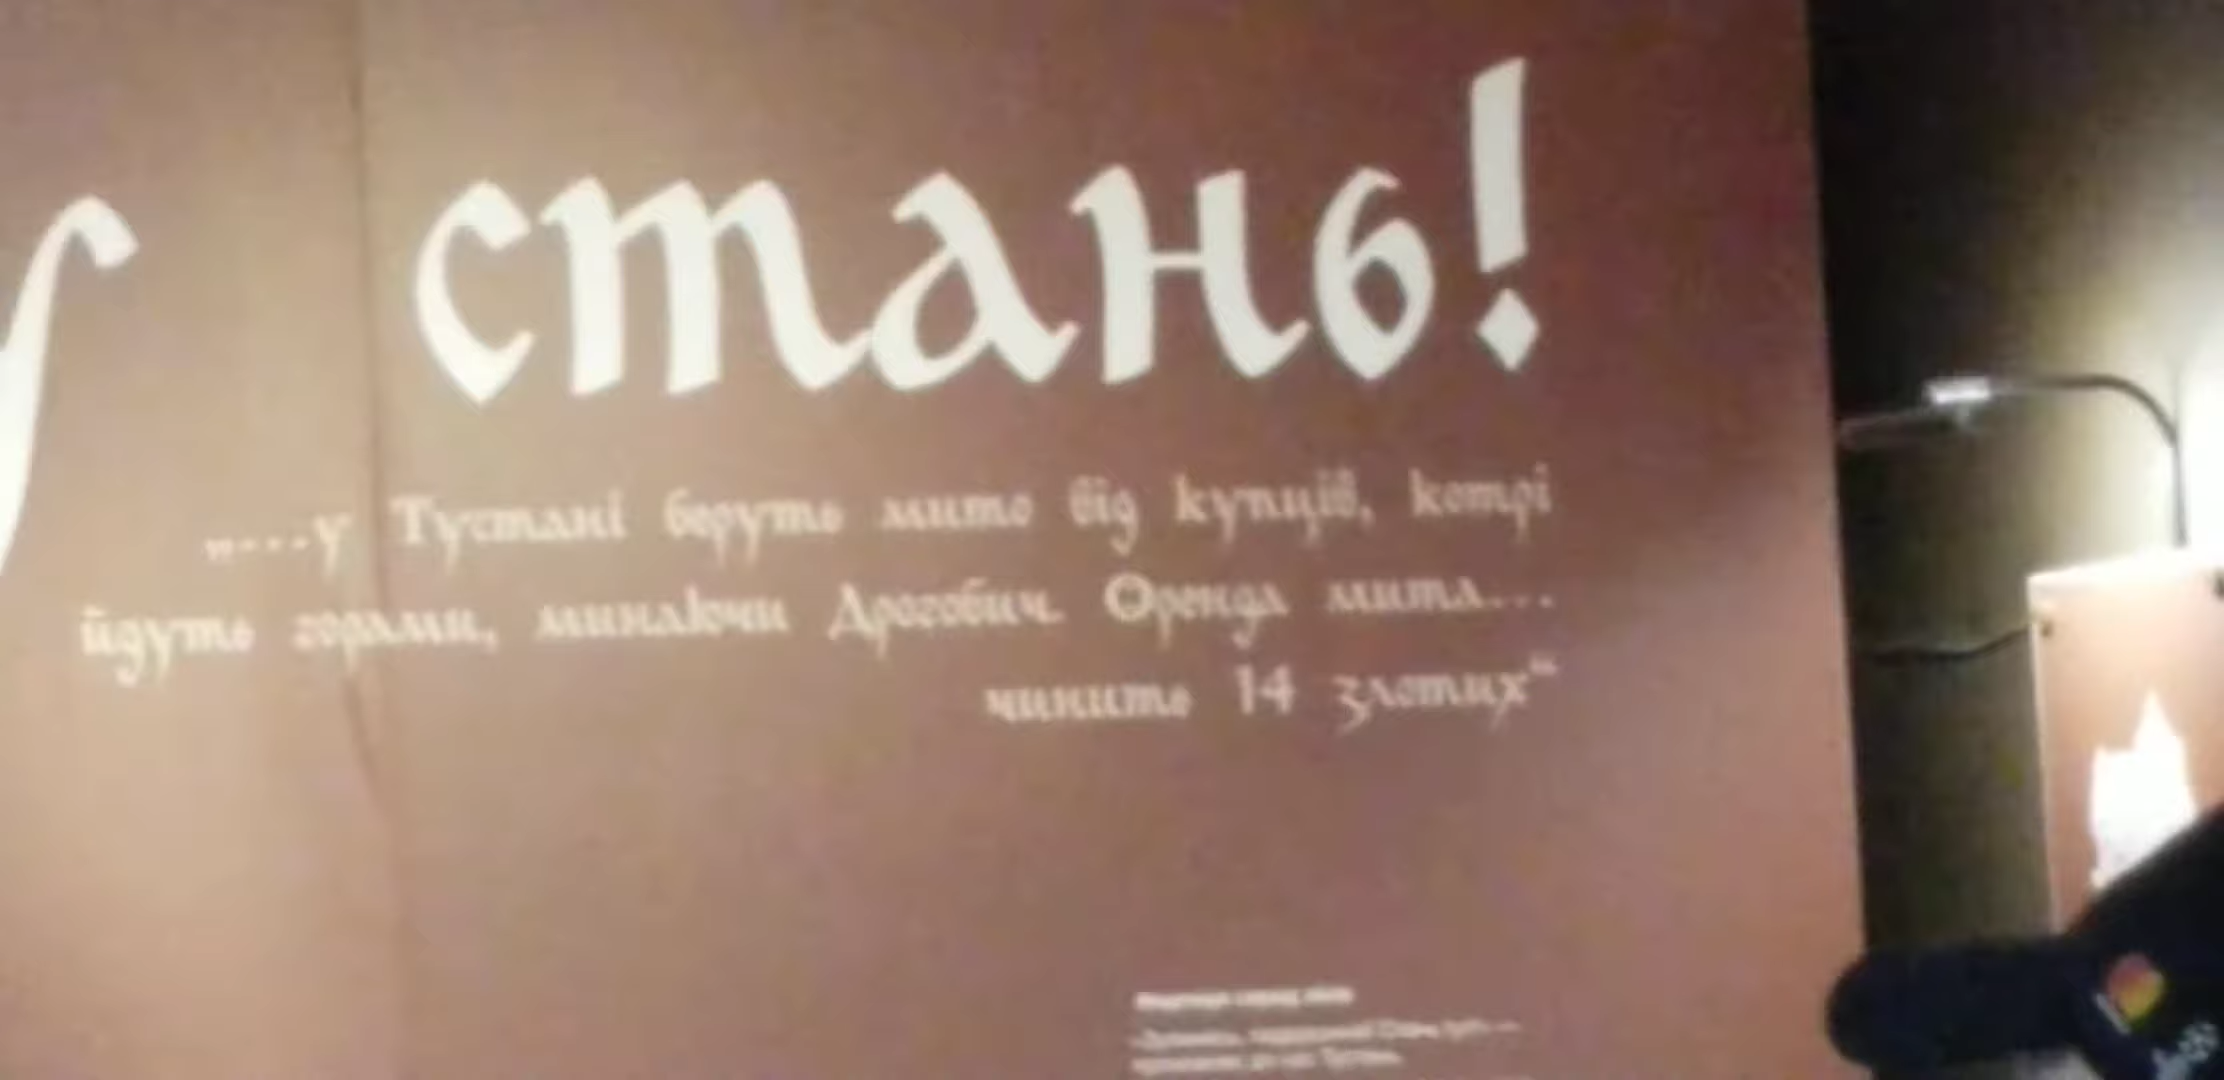 стань!
„...у Тустані беруть мито від купців, котрі
йдуть горами, минаючи Дрогобич. Оренда мита...
чинить 14 злотих“